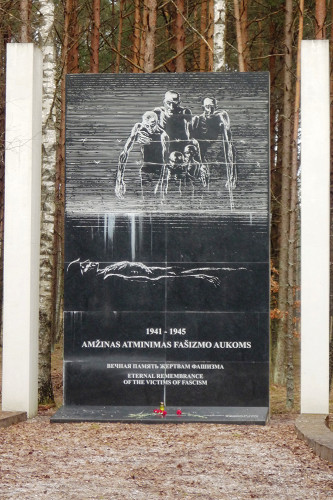 1941 - 1945
AMŽINAS ATMINIMAS FAŠIZMO AUKOMS
ВЕЧНАЯ ПАМЯТЬ ЖЕРТВАМ ФАШИЗМА
ETERNAL REMEMBRANCE
OF THE VICTIMS OF FASCISM